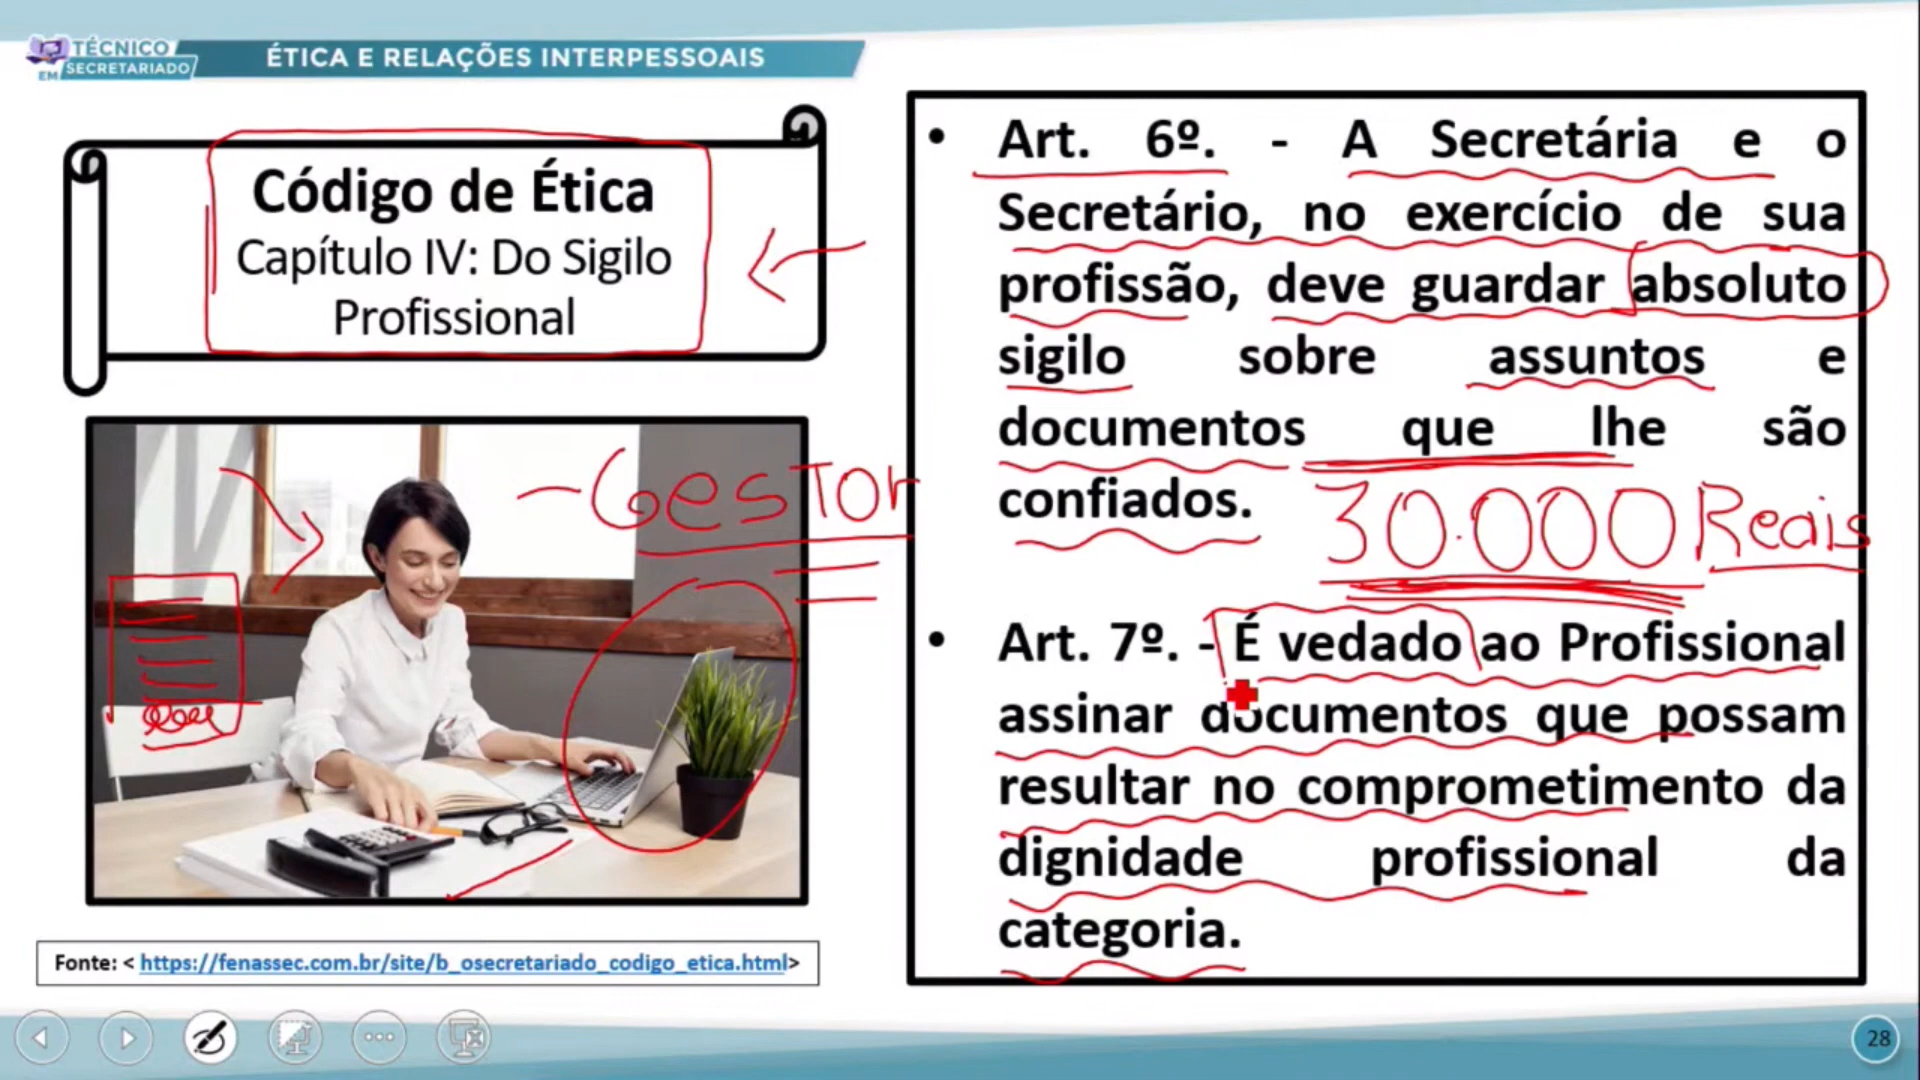 TÉCNICO
EM SECRETARIADO
ÉTICA E RELAÇÕES INTERPESSOAIS
Código de Ética
Capítulo IV: Do Sigilo
Profissional
- Gestor
Fonte: < https://fenassec.com.br/site/b_osecretariado_codigo_etica.html>
• Art. 6º. - A Secretária e o
Secretário, no exercício de sua
profissão, deve guardar absoluto
sigilo sobre assuntos e
documentos que lhe são
confiados.
30.000 Reais
• Art. 7º. - É vedado ao Profissional
assinar documentos que possam
resultar no comprometimento da
dignidade profissional da
categoria.
28